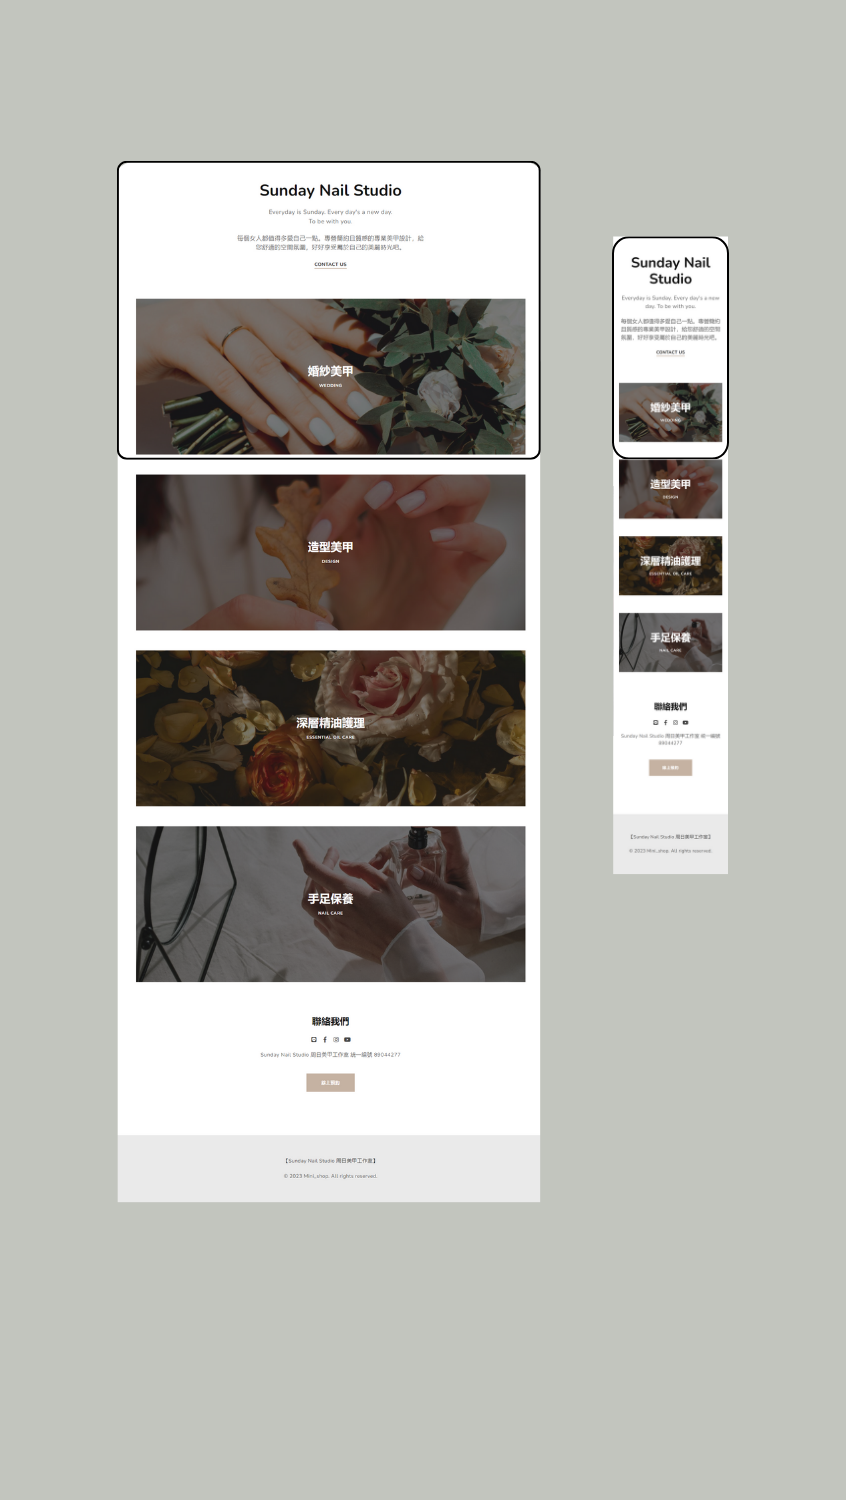 Sunday Nail Studio
Everyday is Sunday. Every day's a new day.
To be with you.
每個女人都值得多愛自己一點。專營簡約且質感的專業美甲設計，給
您舒適的空間氛圍，好好享受屬於自己的美麗時光吧。
CONTACT US
婚紗美甲
WEDDING
造型美甲
DESIGN
深層精油護理
ESSENTIAL OIL CARE
手足保養
NAIL CARE
聯絡我們
Sunday Nail Studio 周日美甲工作室 統一編號 89044277
線上預約
【Sunday Nail Studio 周日美甲工作室】
© 2023 Mini_shop. All rights reserved.
Sunday Nail
Studio
Everyday is Sunday. Every day's a new
day. To be with you.
每個女人都值得多愛自己一點。專營簡約
且質感的專業美甲設計，給您舒適的空間
氛圍，好好享受屬於自己的美麗時光吧。
CONTACT US
婚紗美甲
WEDDING
造型美甲
DESIGN
深層精油護理
ESSENTIAL OIL CARE
手足保養
NAIL CARE
聯絡我們
Sunday Nail Studio 周日美甲工作室 統一編號
89044277
線上預約
【Sunday Nail Studio 周日美甲工作室】
© 2023 Mini_shop. All rights reserved.